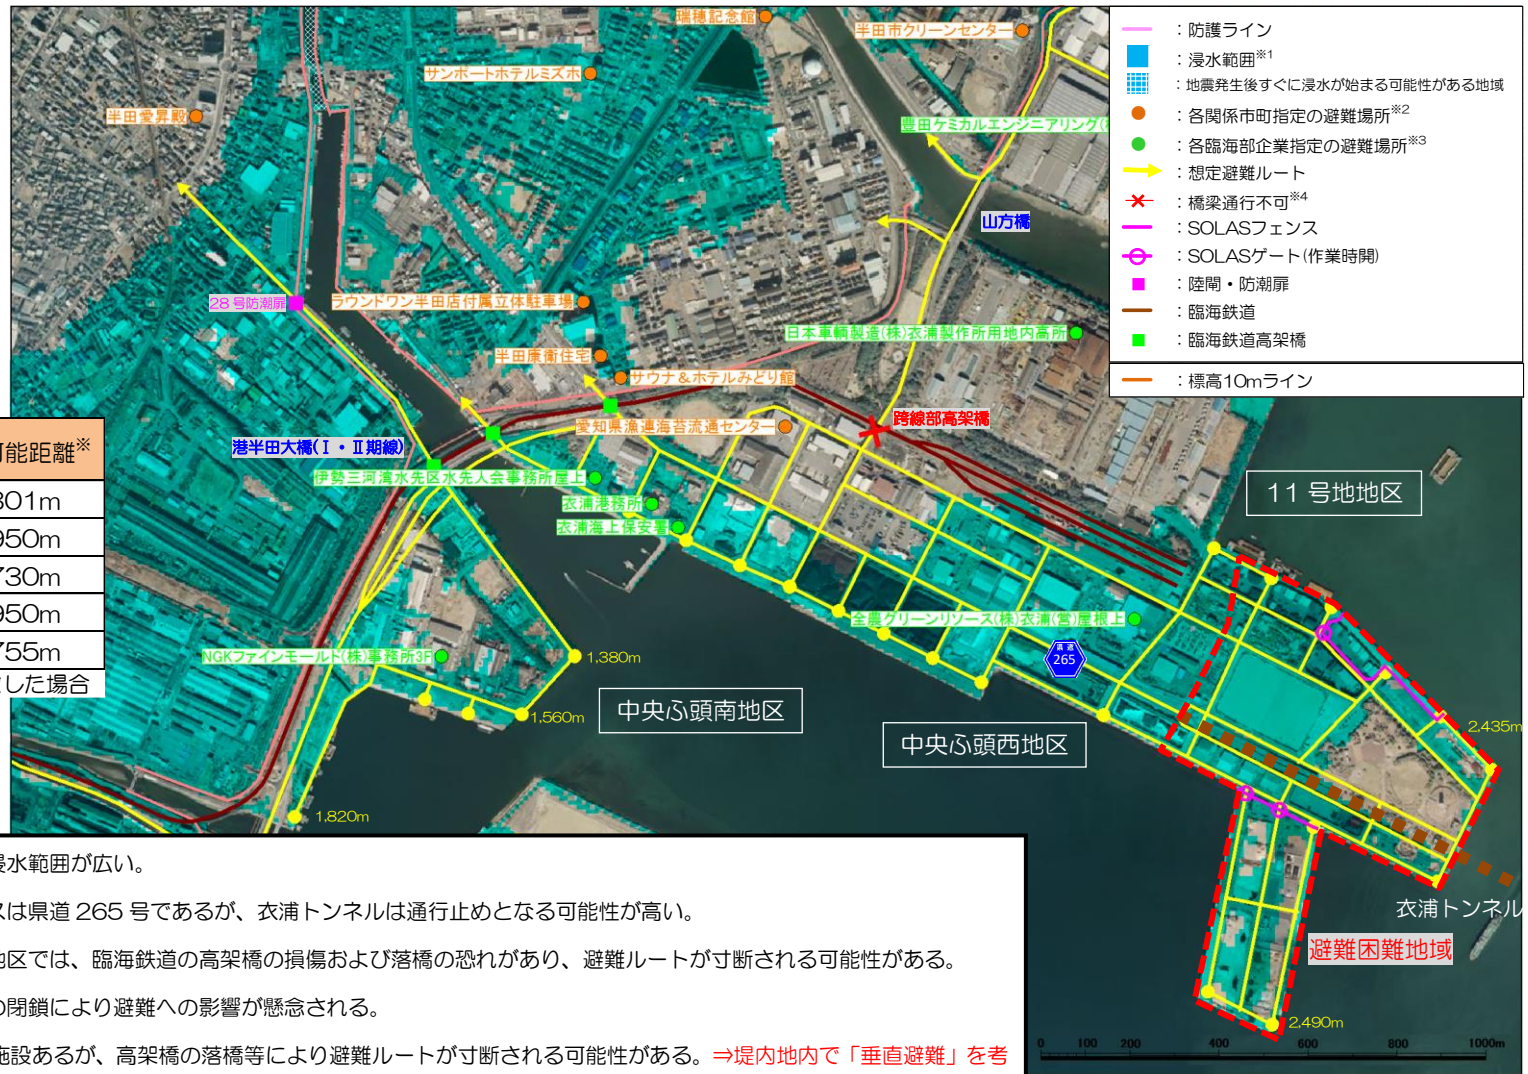 瑞穂記念館
半田市クリーンセンター
サンポートホテルミズホ
半田愛昇殿
豊田ケミカルエンジニアリング(
山方橋
28号防潮扉
ラウンドワン半田店付属立体駐車場
日本車輌製造(株)衣浦製作所用地内高所
半田康衛住宅
サウナ&ホテルみどり館
跨線部高架橋
愛知県漁連海苔流通センター
港半田大橋(Ⅰ・Ⅱ期線)
伊勢三河湾水先区水先人会事務所屋上
衣浦港務所
衣浦海上保安署
11号地地区
全農グリーンリソース(株)衣浦(営)屋根上
県道
265
NGKファインモールド(株)事務所3F
1,380m
1,560m
1,820m
中央ふ頭南地区
中央ふ頭西地区
2,435m
衣浦トンネル
避難困難地域
2,490m
0 100 200 400 600 800 1000m
:防護ライン
:浸水範囲※1
:地震発生後すぐに浸水が始まる可能性がある地域
:各関係市町指定の避難場所※2
:各臨海部企業指定の避難場所※3
:想定避難ルート
:橋梁通行不可※4
:SOLASフェンス
:SOLASゲート(作業時開)
:陸閘・防潮扉
:臨海鉄道
:臨海鉄道高架橋
:標高10mライン
可能距離※
801m
950m
730m
950m
755m
した場合
浸水範囲が広い。
スは県道 265 号であるが、衣浦トンネルは通行止めとなる可能性が高い。
地区では、臨海鉄道の高架橋の損傷および落橋の恐れがあり、避難ルートが寸断される可能性がある。
の閉鎖により避難への影響が懸念される。
施設あるが、高架橋の落橋等により避難ルートが寸断される可能性がある。⇒堤内地内で「垂直避難」を考